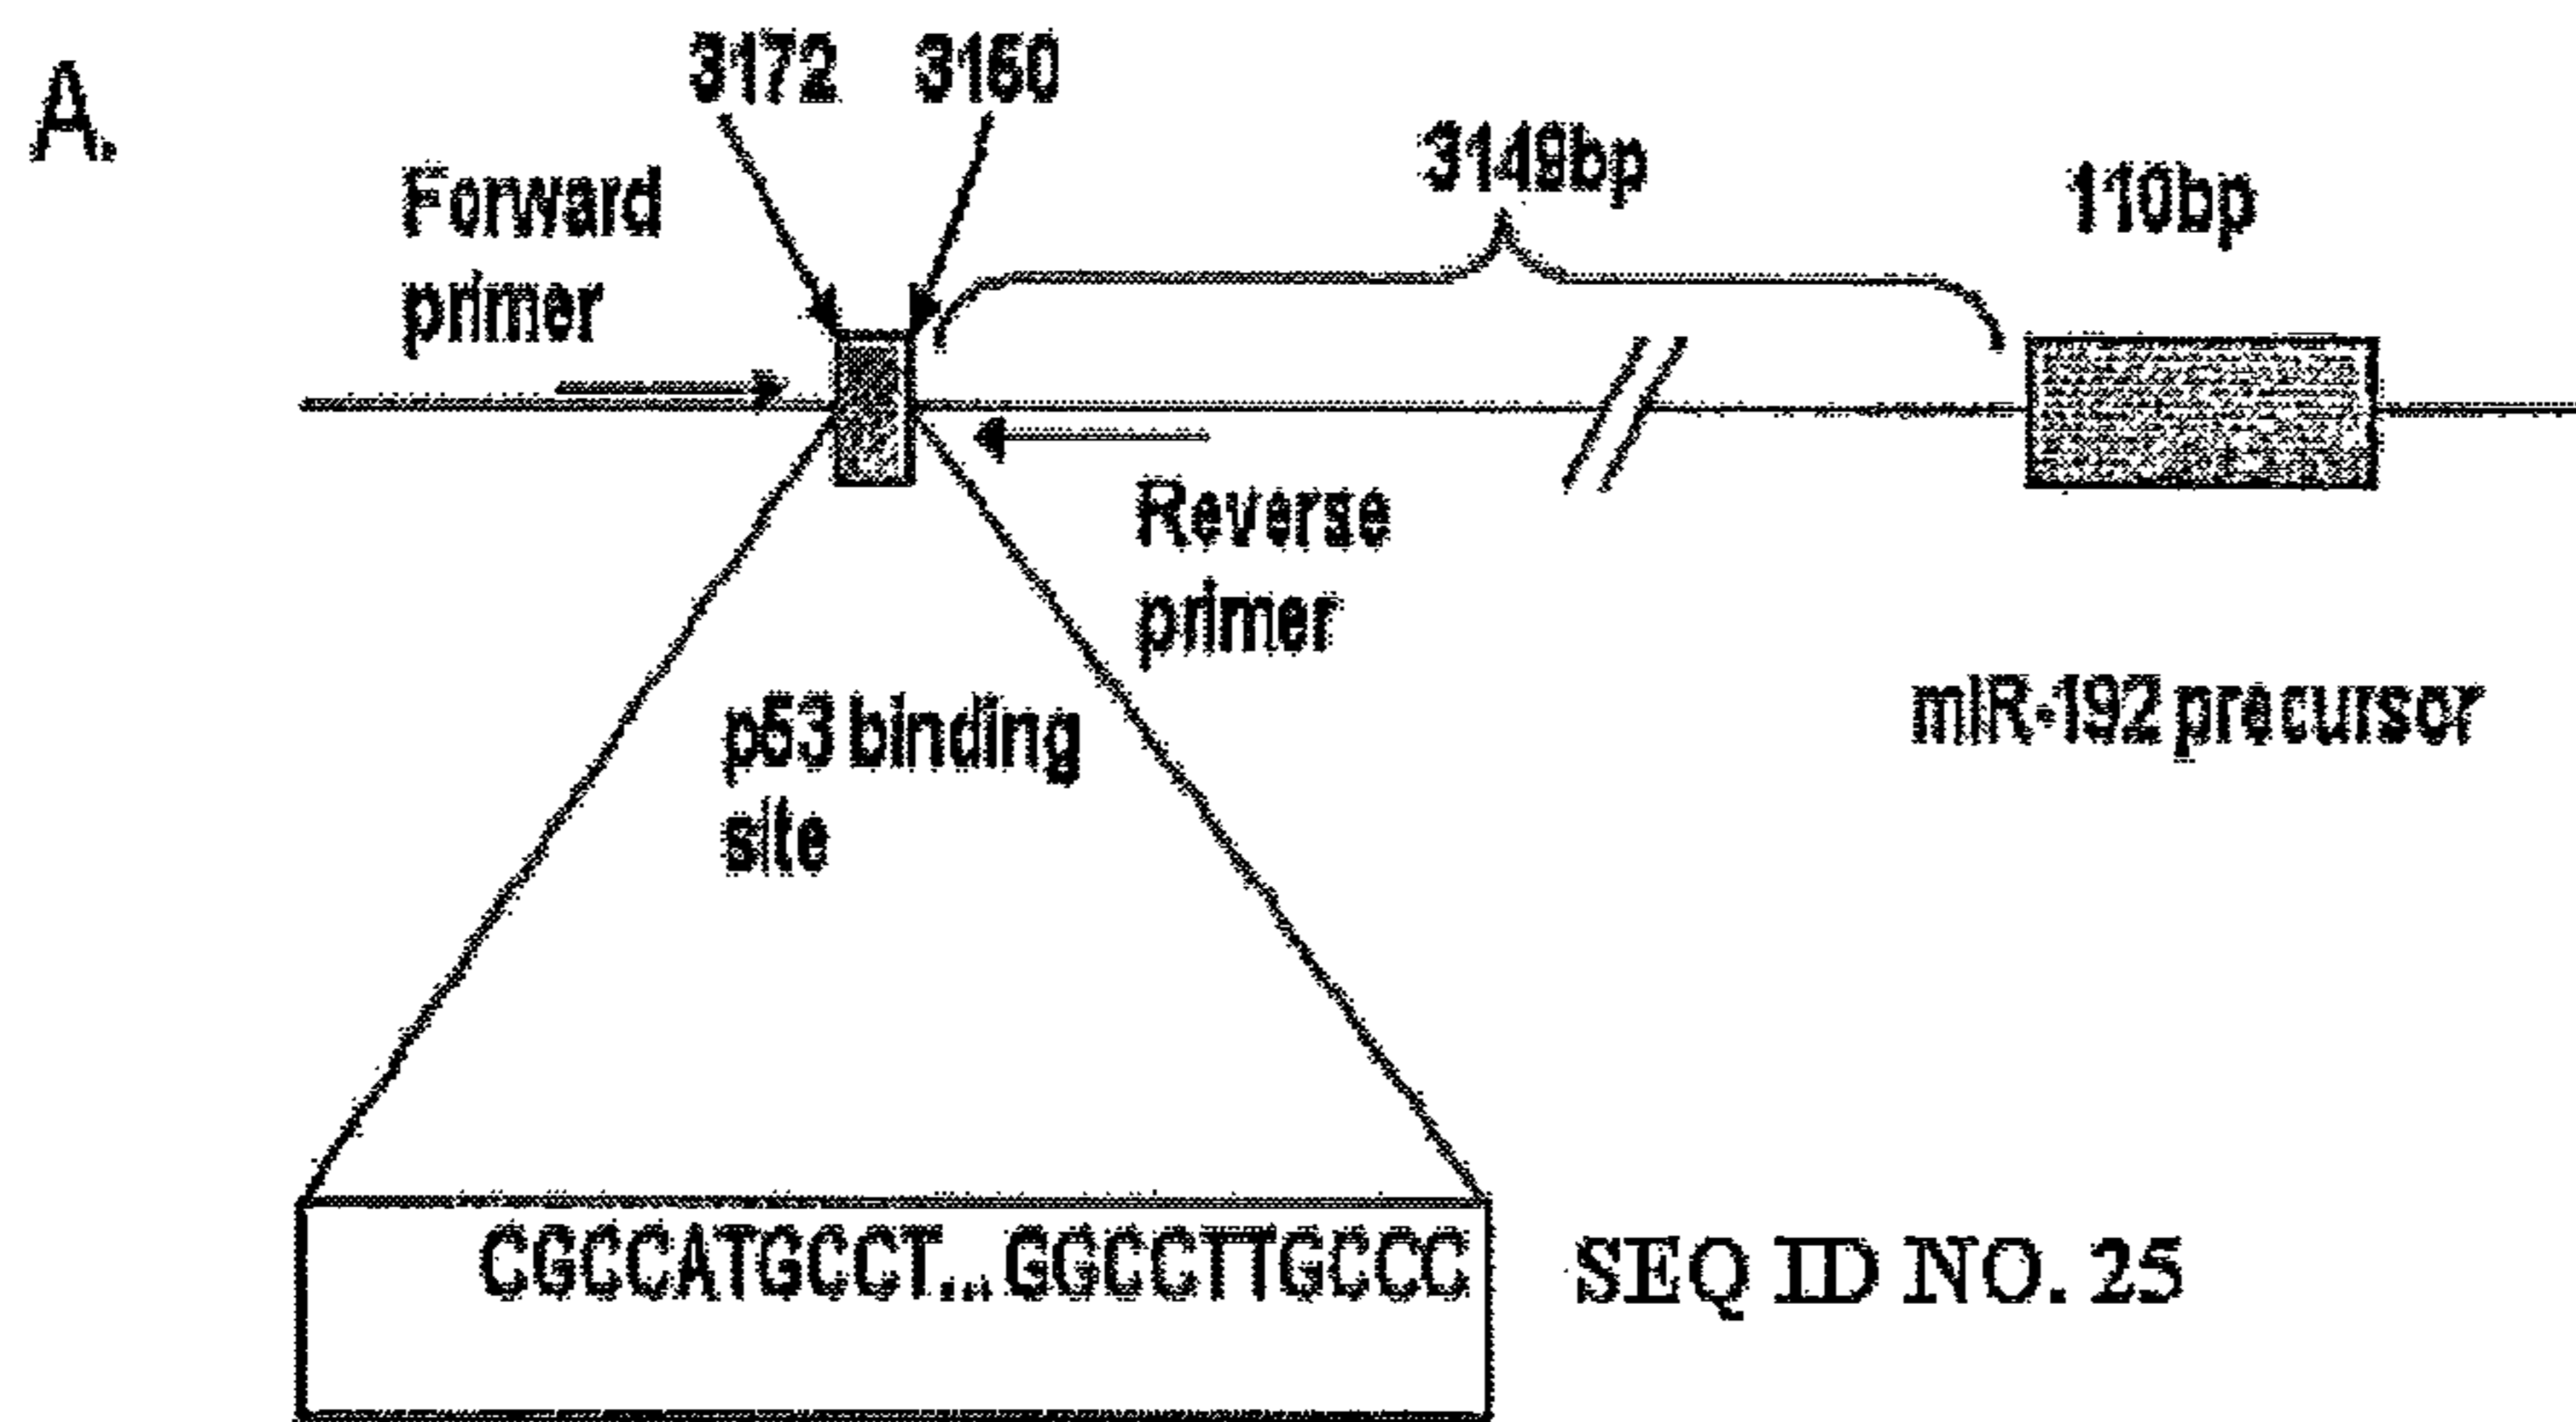 A.
3172 3150
Forward
primer
3149bp
110bp
Reverse
primer
p53 binding
site
miR-192 precursor
CGCCATGCCT... GGCCTTGCCC
SEQ ID NO. 25